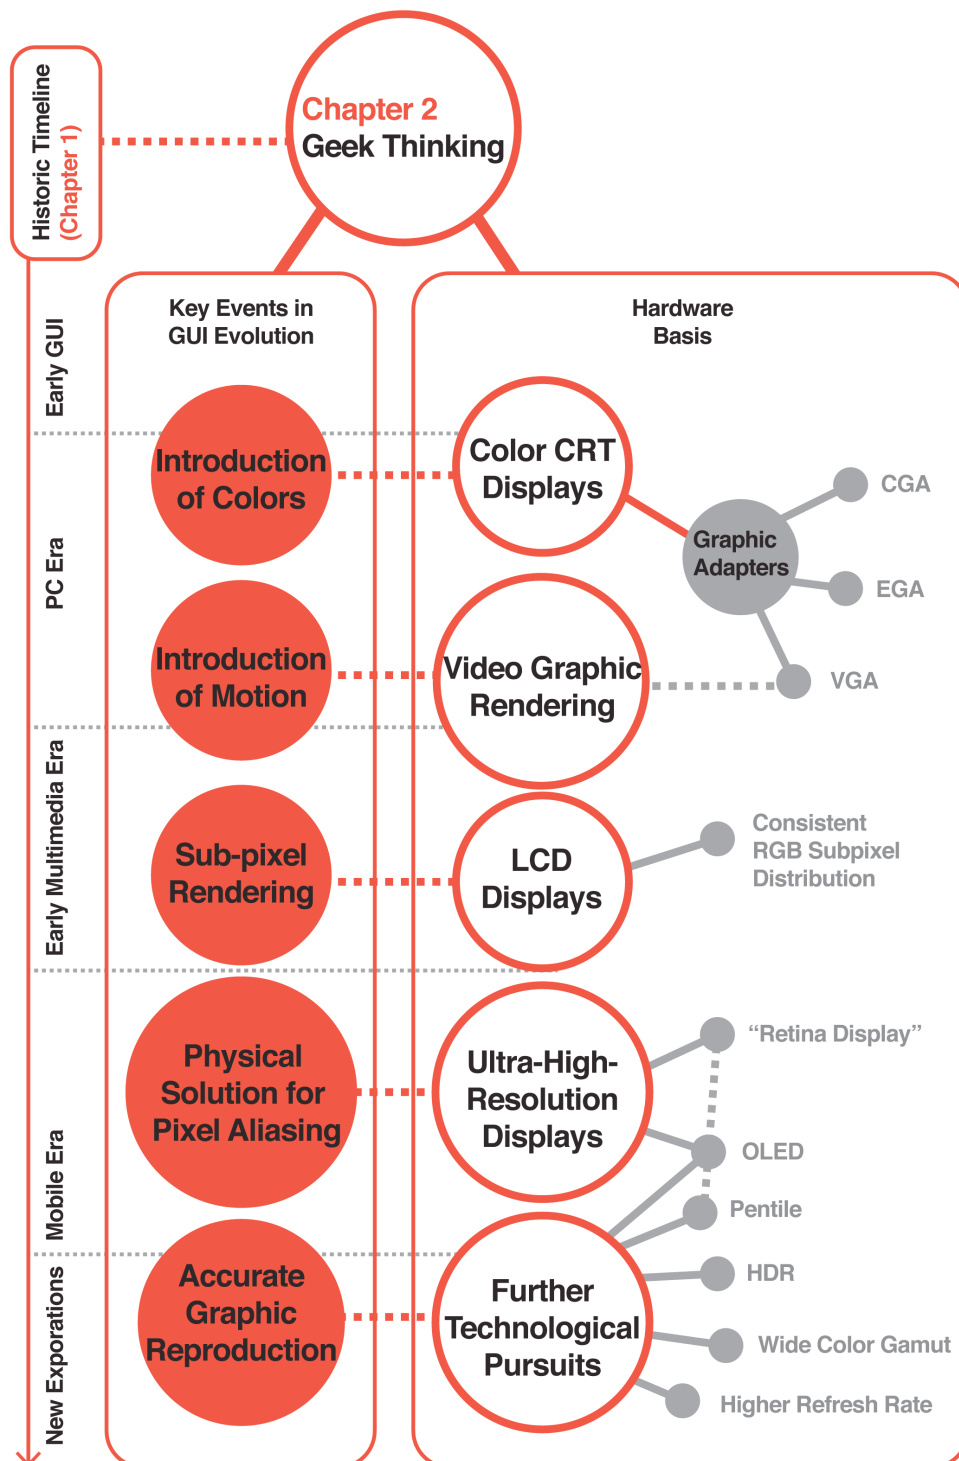 Chapter 2
Geek Thinking
Historic Timeline
(Chapter 1)
Key Events in
GUI Evolution
Hardware
Basis
Early GUI
PC Era
Early Multimedia Era
Mobile Era
New Exporations
Introduction
of Colors
Color CRT
Displays
Graphic
Adapters
CGA
EGA
VGA
Introduction
of Motion
Video Graphic
Rendering
Sub-pixel
Rendering
LCD
Displays
Consistent
RGB Subpixel
Distribution
Physical
Solution for
Pixel Aliasing
Ultra-High-
Resolution
Displays
“Retina Display”
OLED
Pentile
Accurate
Graphic
Reproduction
Further
Technological
Pursuits
HDR
Wide Color Gamut
Higher Refresh Rate